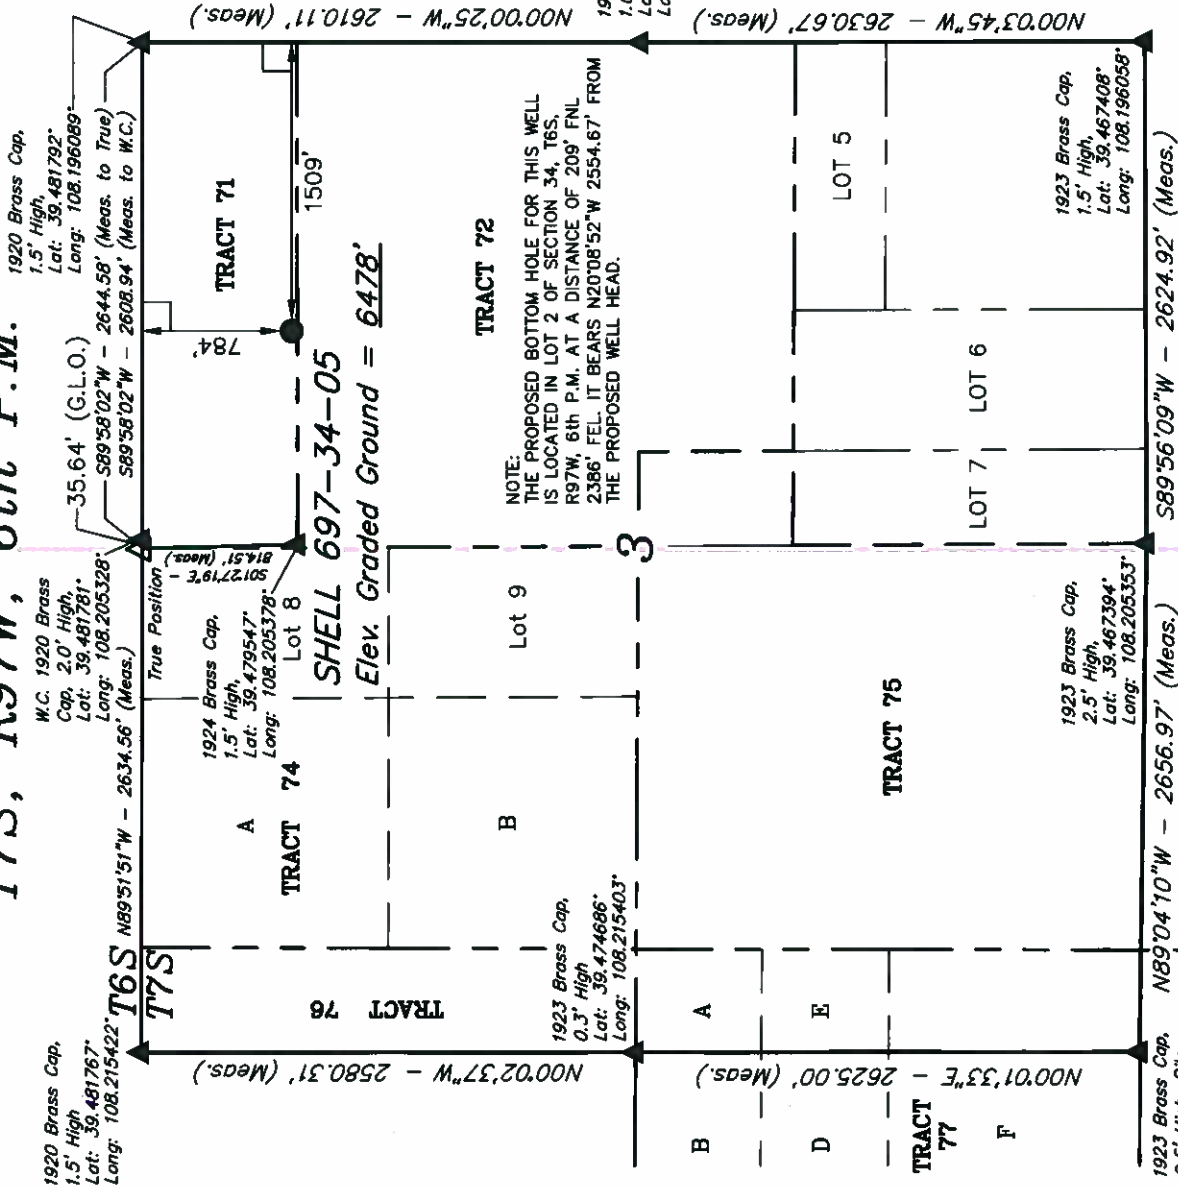 T7S, R97W, 6th P.M.
1920 Brass Cap,
1.5' High
Lat: 39.481767°
Long: 108.215422°
T6S
T7S
N89°51'51"W - 2634.56' (Meas.)
W.C. 1920 Brass
Cap, 2.0' High,
Lat: 39.481781°
Long: 108.205328°
True Position
35.64' (G.L.O.)
S89°58'02"W - 2644.58' (Meas. to True)
S89°58'02"W - 2608.94' (Meas. to W.C.)
1920 Brass Cap,
1.5' High,
Lat: 39.481792°
Long: 108.196089°
N00°02'37"W - 2580.31' (Meas.)
TRACT 76
A
TRACT 74
B
1924 Brass Cap,
1.5' High,
Lat: 39.479547°
Long: 108.205378°
S01°27'19"E -
814.51' (Meas.)
Lot 8
Lot 9
784'
TRACT 71
1509'
SHELL 697-34-05
Elev. Graded Ground = 6478'
TRACT 72
NOTE:
THE PROPOSED BOTTOM HOLE FOR THIS WELL
IS LOCATED IN LOT 2 OF SECTION 34, T6S,
R97W, 6th P.M. AT A DISTANCE OF 209' FNL
2386' FEL. IT BEARS N20°08'52"W 2554.67' FROM
THE PROPOSED WELL HEAD.
N00°00'25"W - 2610.11' (Meas.)
1923 Brass Cap,
0.3' High
Lat: 39.474686°
Long: 108.215403°
3
N00°01'33"E - 2625.00' (Meas.)
B
A
D
E
TRACT
77
F
TRACT 75
LOT 7
LOT 6
LOT 5
N00°03'45"W - 2630.67' (Meas.)
1923 Brass Cap,
2.5' High,
Lat: 39.467394°
Long: 108.205353°
1923 Brass Cap,
1.5' High,
Lat: 39.467408°
Long: 108.196058°
1923 Brass Cap,
N89°04'10"W - 2656.97' (Meas.)
S89°56'09"W - 2624.92' (Meas.)